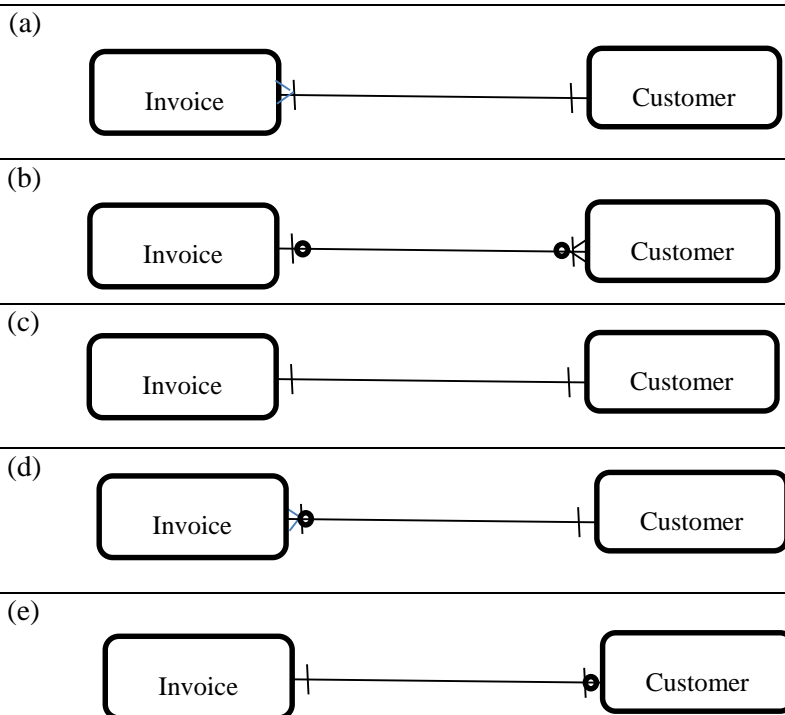 (a)
Invoice Customer
(b)
Invoice Customer
(c)
Invoice Customer
(d)
Invoice Customer
(e)
Invoice Customer